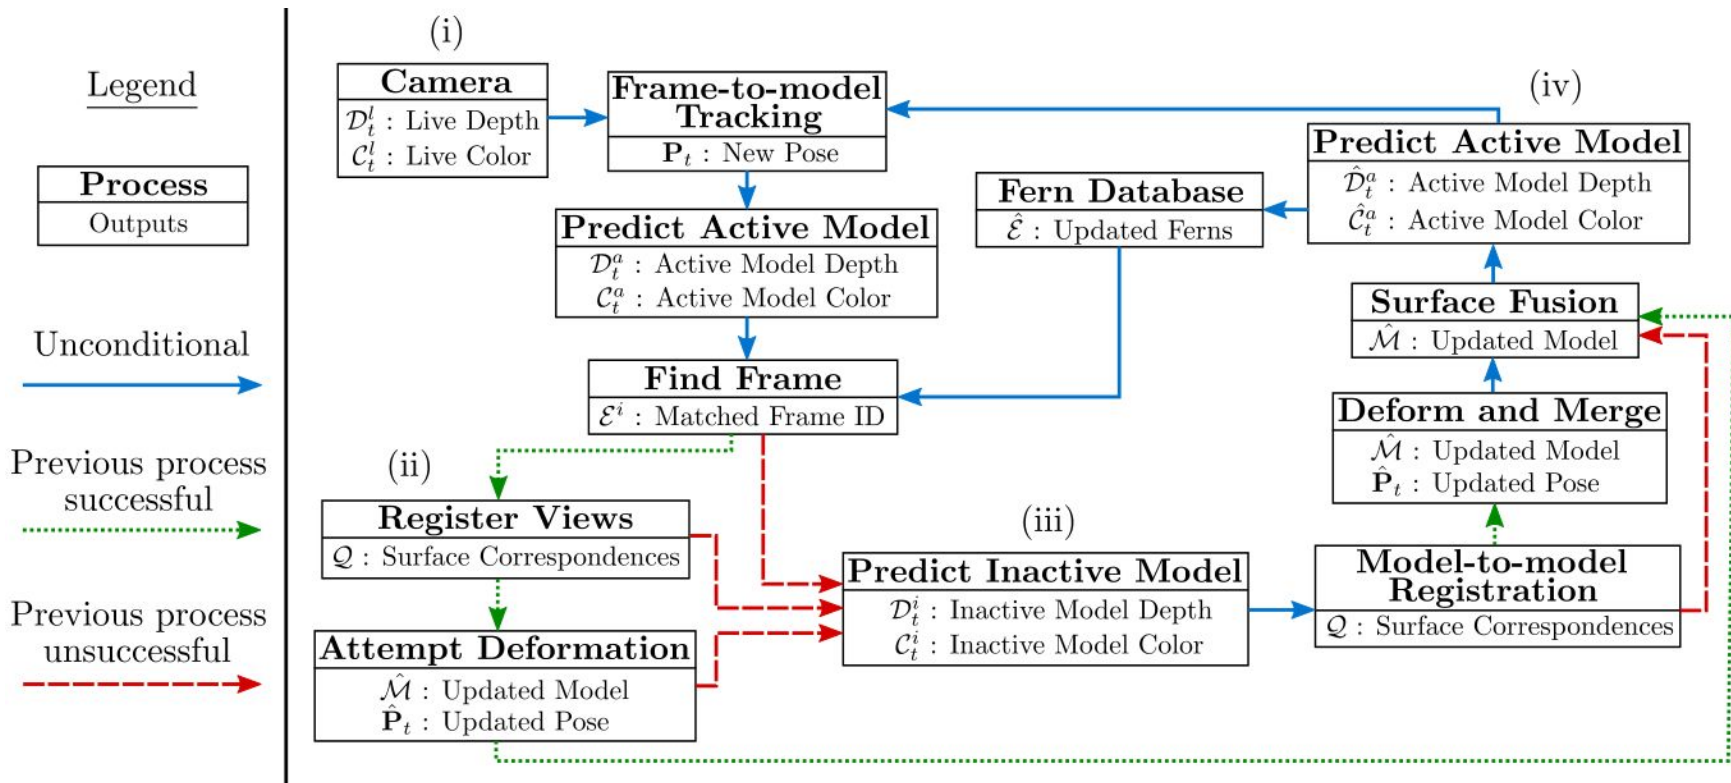 Legend
Process
Outputs
Unconditional
Previous process
successful
Previous process
unsuccessful
(i)
Camera
𝒟ₜˡ : Live Depth
𝒞ₜˡ : Live Color
Frame-to-model
Tracking
𝐏ₜ : New Pose
Predict Active Model
𝒟ₜᵃ : Active Model Depth
𝒞ₜᵃ : Active Model Color
Find Frame
ℰⁱ : Matched Frame ID
Fern Database
ℰ̂ : Updated Ferns
(ii)
Register Views
𝒬 : Surface Correspondences
Attempt Deformation
ℳ̂ : Updated Model
𝐏̂ₜ : Updated Pose
(iii)
Predict Inactive Model
𝒟ₜⁱ : Inactive Model Depth
𝒞ₜⁱ : Inactive Model Color
Model-to-model
Registration
𝒬 : Surface Correspondences
Deform and Merge
ℳ̂ : Updated Model
𝐏̂ₜ : Updated Pose
Surface Fusion
ℳ̂ : Updated Model
(iv)
Predict Active Model
𝒟̂ₜᵃ : Active Model Depth
𝒞̂ₜᵃ : Active Model Color